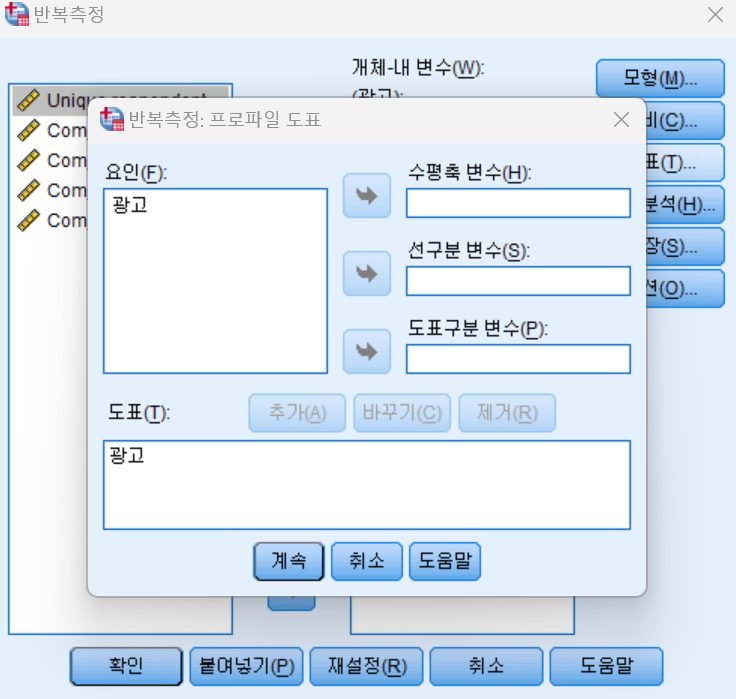 반복측정
개체-내 변수(W):
(광고):
모형(M)...
비(C)...
표(T)...
분석(H)...
장(S)...
션(O)...
Com
Com
Com
Com
반복측정: 프로파일 도표
요인(F):
광고
수평축 변수(H):
선구분 변수(S):
도표구분 변수(P):
도표(T):
추가(A)
바꾸기(C)
제거(R)
광고
계속
취소
도움말
확인
붙여넣기(P)
재설정(R)
취소
도움말